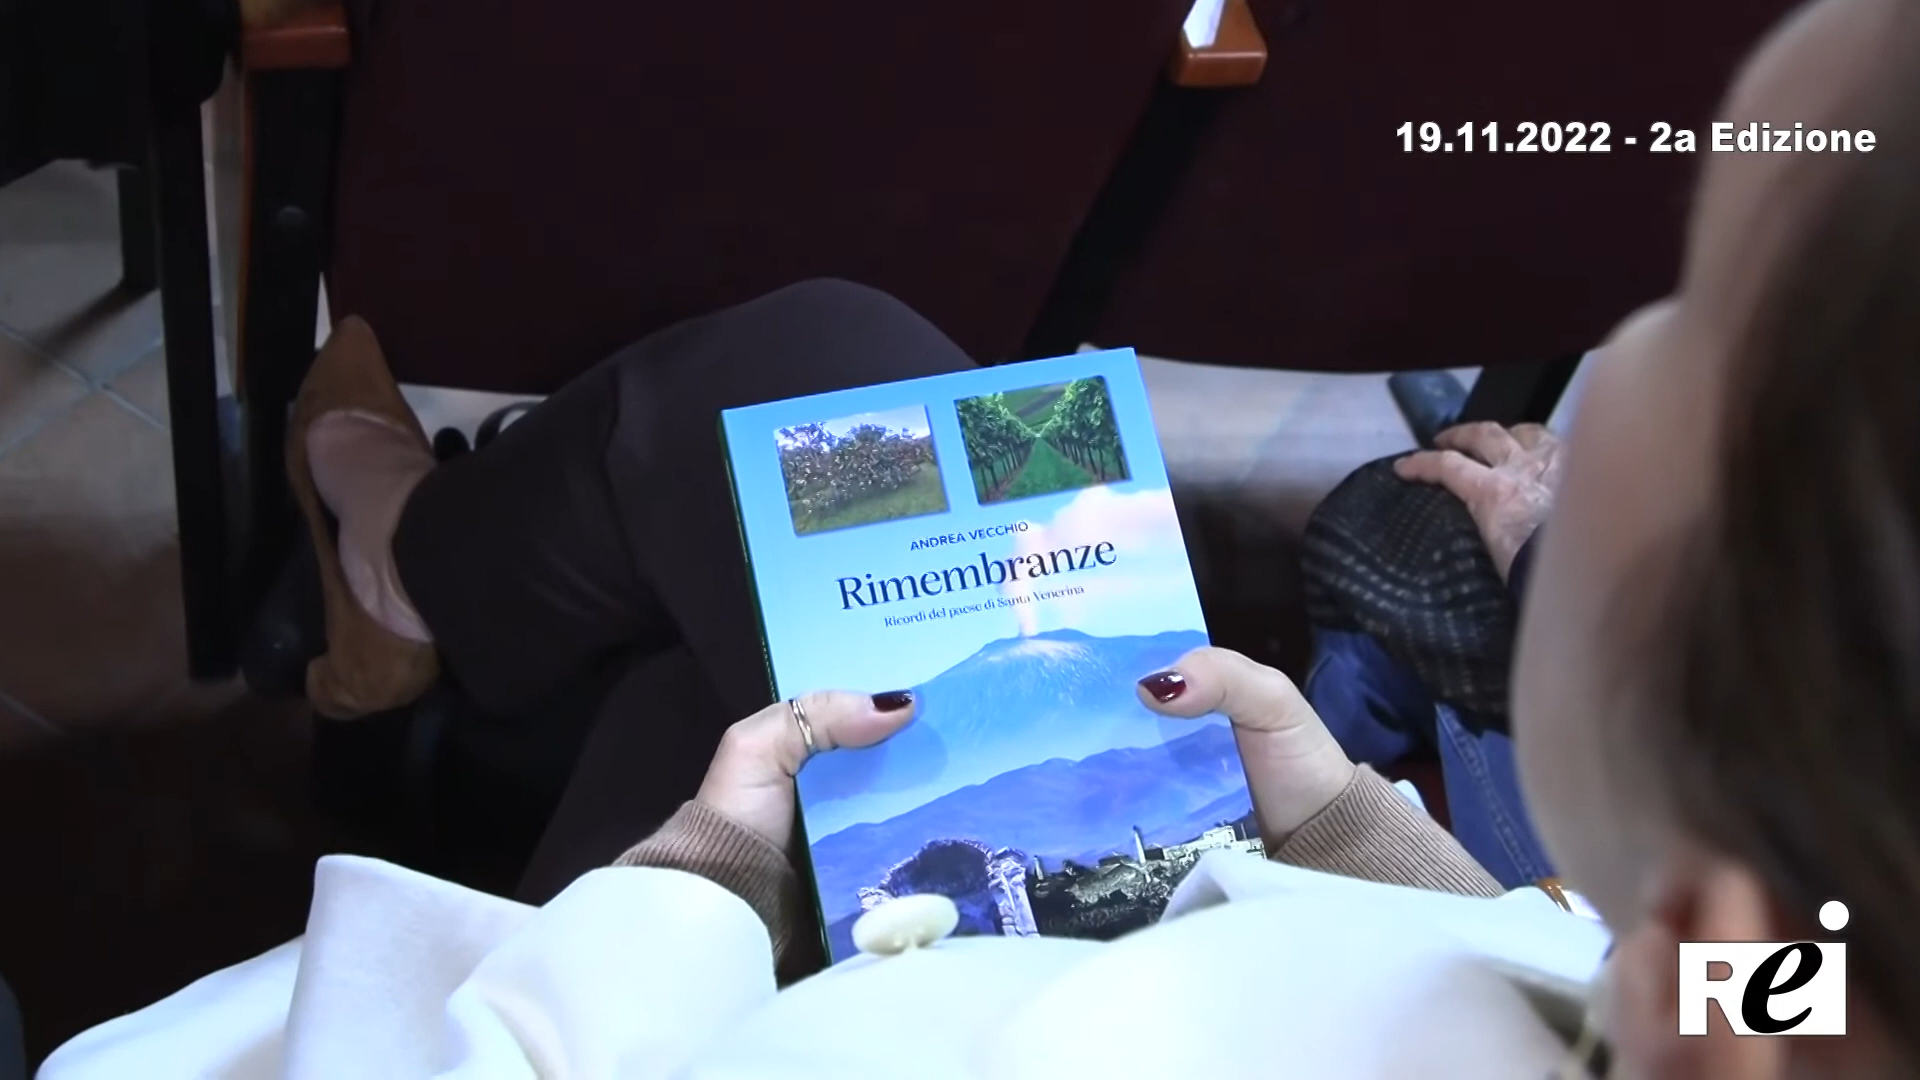 19.11.2022 - 2a Edizione
ANDREA VECCHIO
Rimembranze
Ricordi del paese di Santa Venerina
Rei